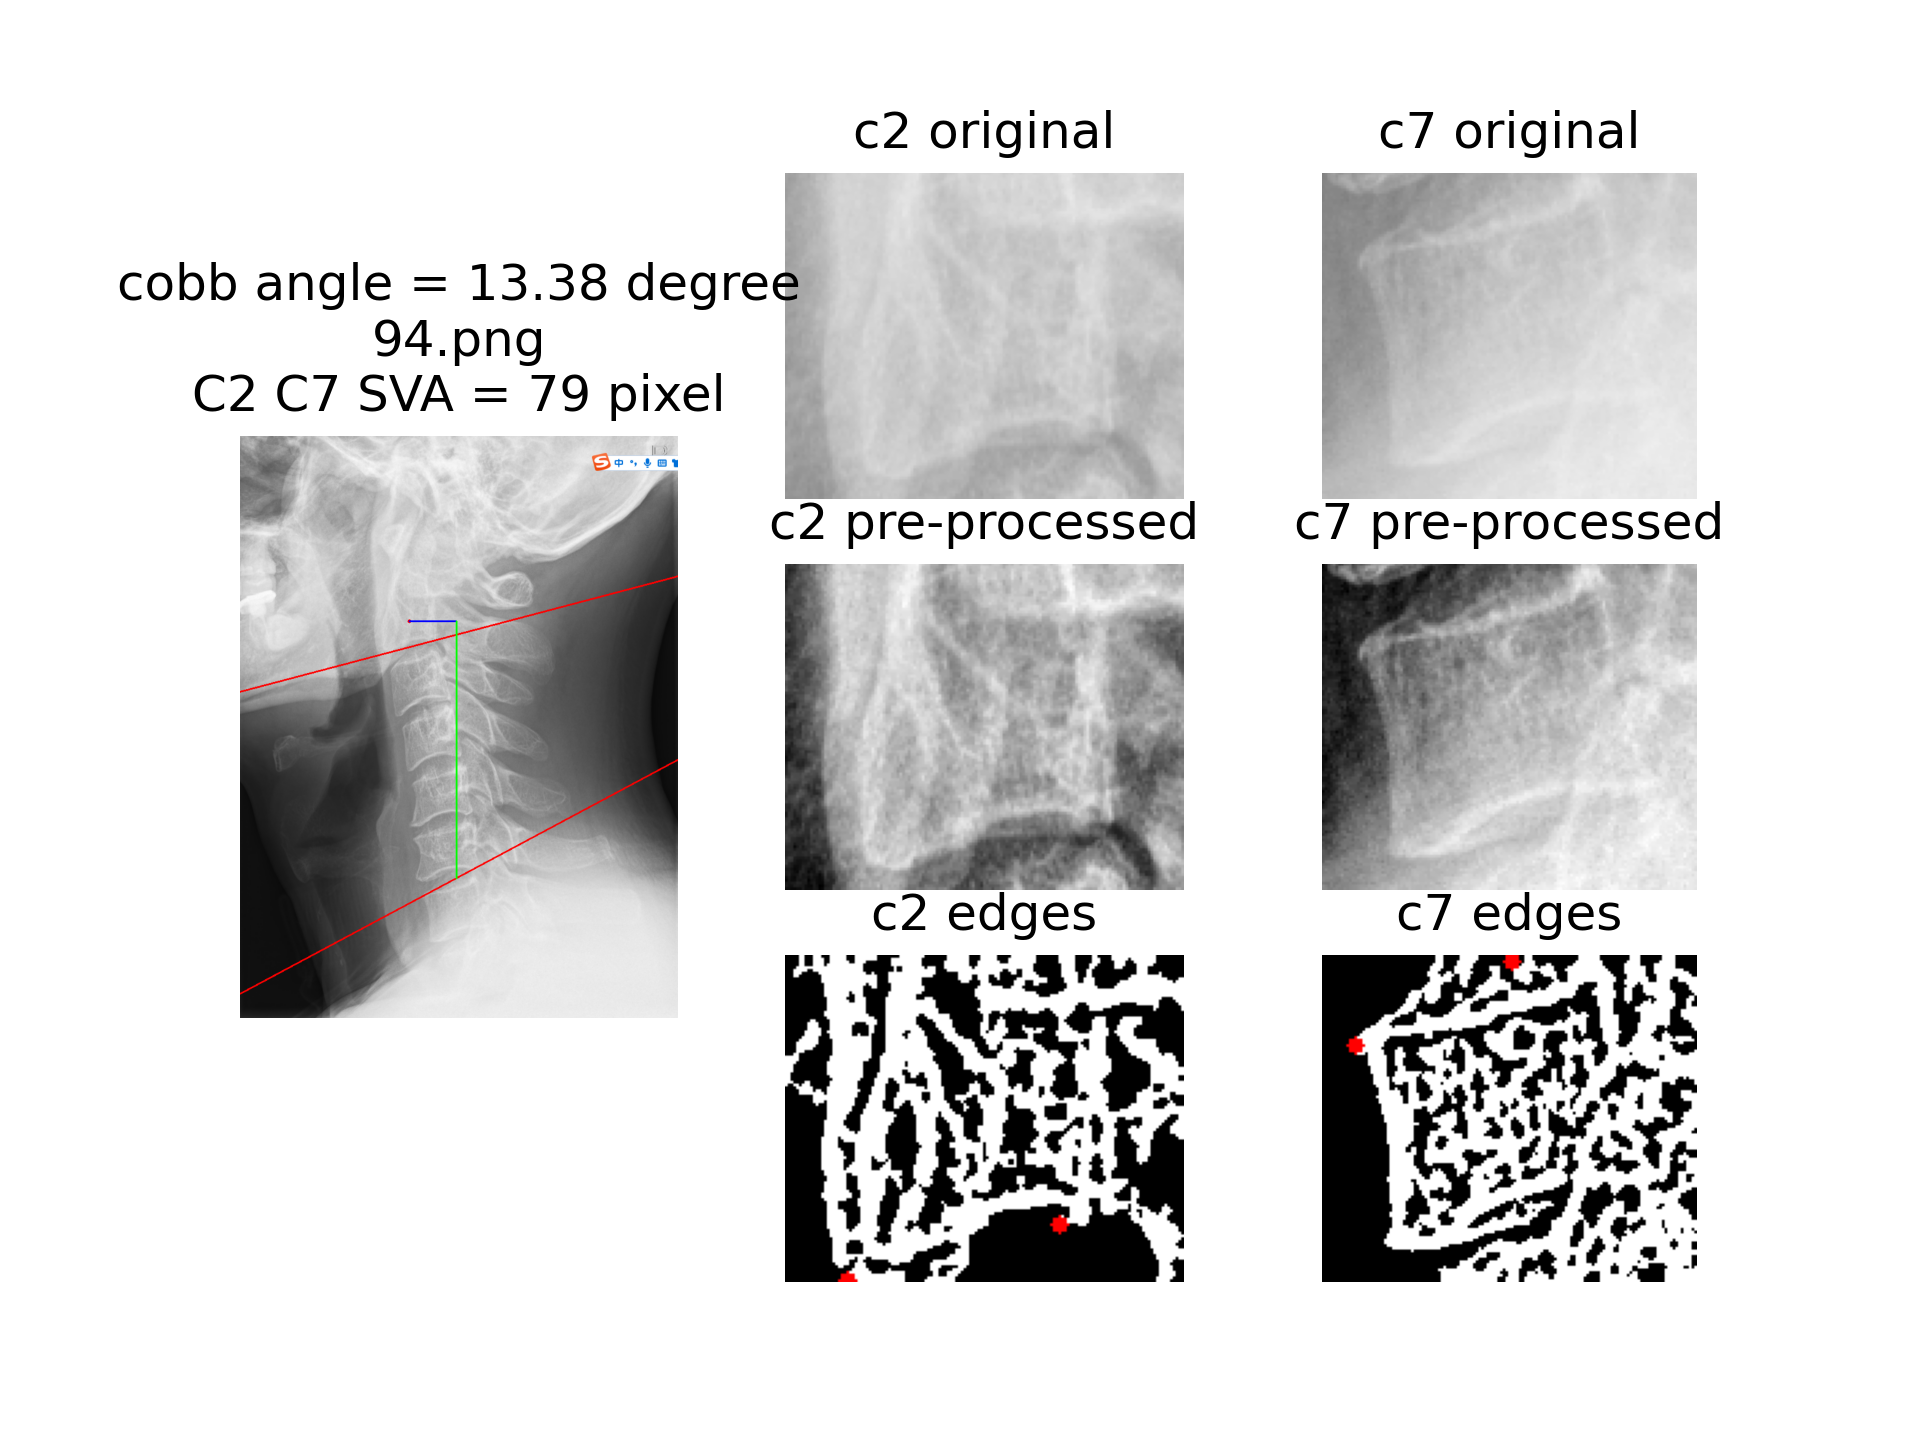 cobb angle = 13.38 degree
94.png
C2 C7 SVA = 79 pixel
S 中
c2 original
c7 original
c2 pre-processed
c7 pre-processed
c2 edges
c7 edges